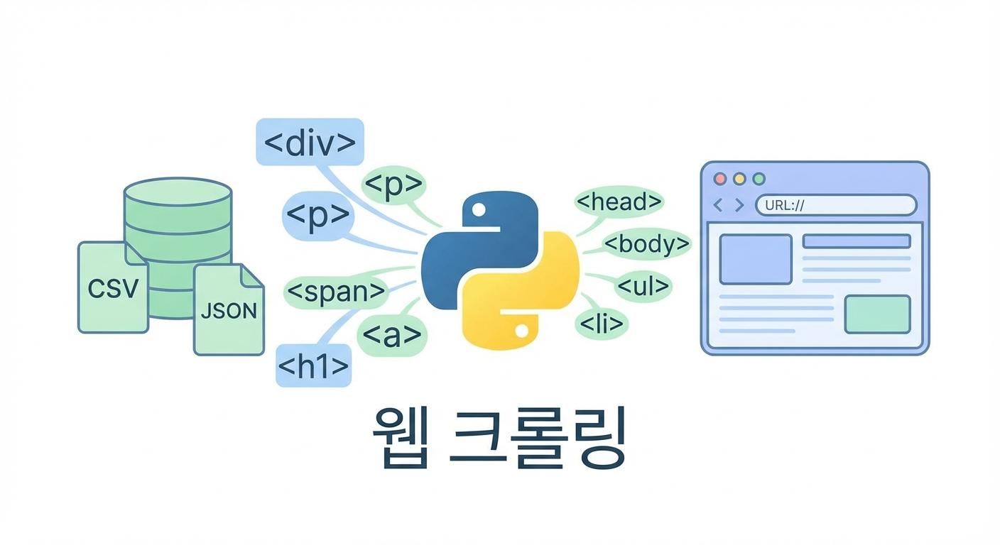 <div>
<p>
<p>
<span>
<a>
<h1>
CSV
JSON
<head>
<body>
<ul>
<li>
URL://
웹 크롤링